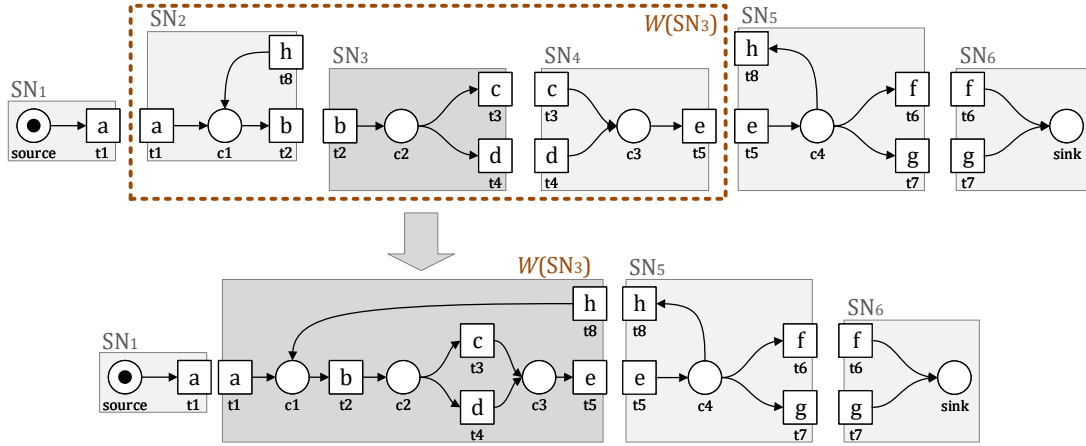 SN2 W(SN3) SN5
h SN3 SN4 h SN6
t8 t8
SN1 c c f f
t3 t3 t6 t6
a a b b e e
source t1 t1 c1 t2 t2 c2 c3 t5 t5 c4 sink
d d g g
t4 t4 t7 t7
W(SN3) SN5
h h SN6
t8 t8
SN1 c f f
t3 t6 t6
a a b e e
source t1 t1 c1 t2 c2 c3 t5 t5 c4 sink
d g g
t4 t7 t7